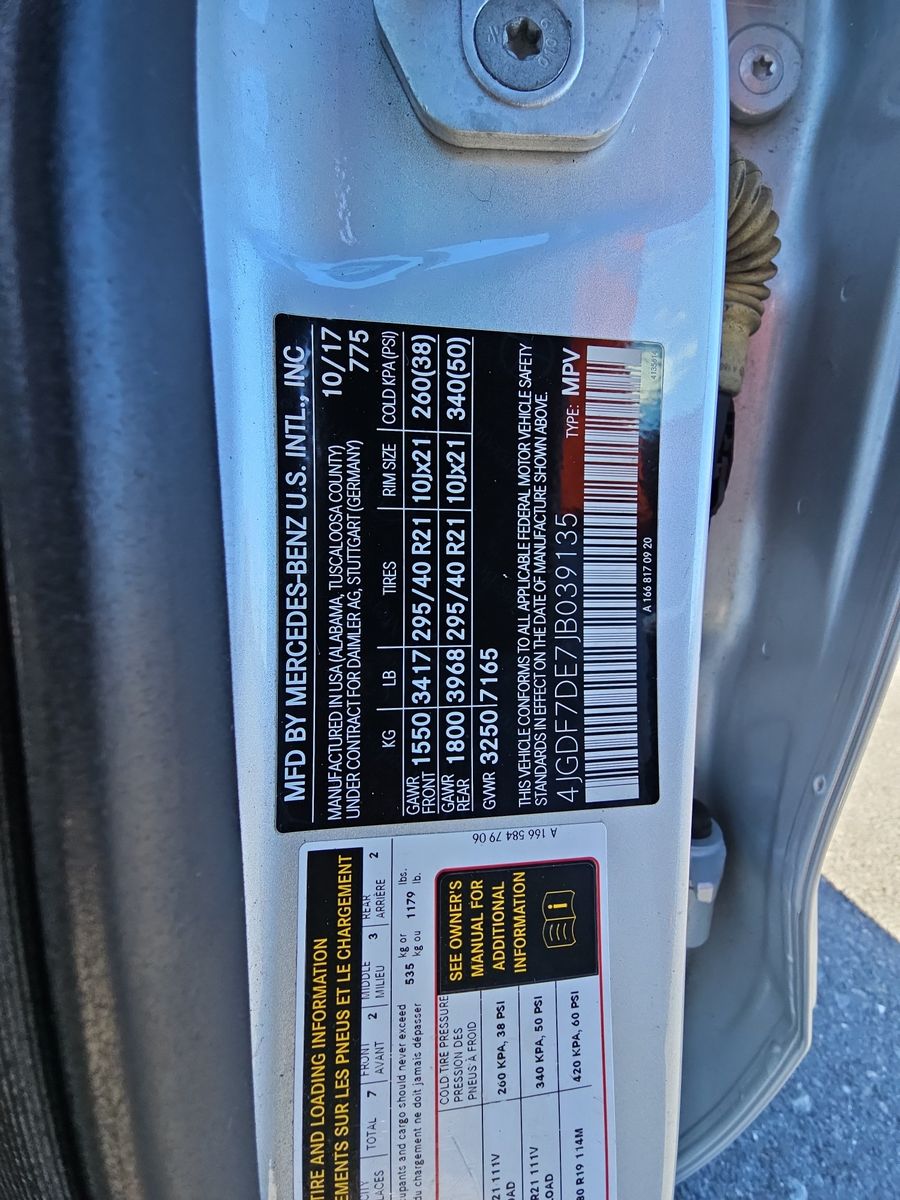 MFD BY MERCEDES-BENZ U.S. INTL., INC
MANUFACTURED IN USA (ALABAMA, TUSCALOOSA COUNTY) 10/17
UNDER CONTRACT FOR DAIMLER AG, STUTTGART (GERMANY) 775
KG LB TIRES RIM SIZE COLD KPA(PSI)
GAWR FRONT 1550 3417 295/40 R21 10Jx21 260(38)
GAWR REAR 1800 3968 295/40 R21 10Jx21 340(50)
GVWR 3250 7165
THIS VEHICLE CONFORMS TO ALL APPLICABLE FEDERAL MOTOR VEHICLE SAFETY
STANDARDS IN EFFECT ON THE DATE OF MANUFACTURE SHOWN ABOVE.
4JGDF7DE7JB039135 TYPE: MPV
A 166 817 09 20
A 166 584 79 06
TIRE AND LOADING INFORMATION
SUR LES PNEUS ET LE CHARGEMENT
TOTAL 7 FRONT AVANT 2 MIDDLE MILIEU 3 REAR ARRIÈRE 2
and cargo should never exceed 535 kg or 1179 lbs.
du chargement ne doit jamais dépasser kg ou lb.
COLD TIRE PRESSURE
PRESSION DES
PNEUS À FROID
SEE OWNER'S
MANUAL FOR
ADDITIONAL
INFORMATION
111V 260 KPA, 38 PSI
R21 111V 340 KPA, 50 PSI
R19 114M 420 KPA, 60 PSI